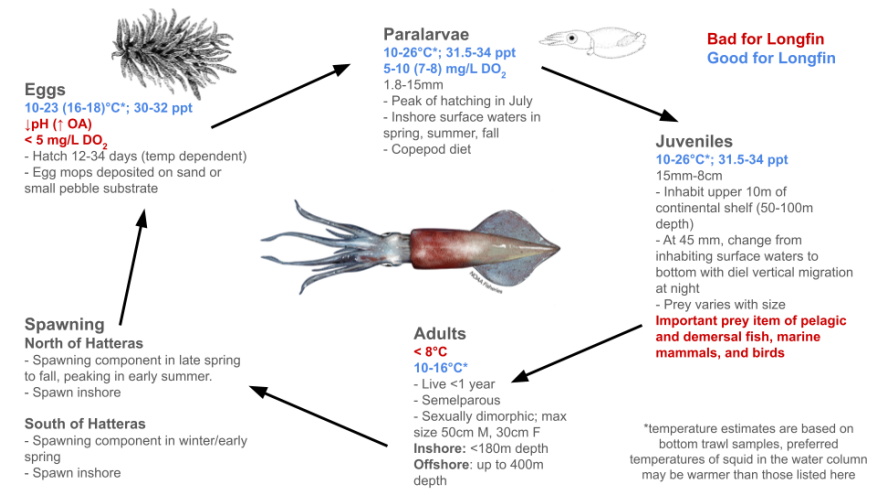 Paralarvae
10-26°C*; 31.5-34 ppt
5-10 (7-8) mg/L DO2
1.8-15mm
- Peak of hatching in July
- Inshore surface waters in
spring, summer, fall
- Copepod diet
Bad for Longfin
Good for Longfin
Eggs
10-23 (16-18)°C*; 30-32 ppt
↓pH (↑ OA)
< 5 mg/L DO2
- Hatch 12-34 days (temp dependent)
- Egg mops deposited on sand or
small pebble substrate
Juveniles
10-26°C*; 31.5-34 ppt
15mm-8cm
- Inhabit upper 10m of
continental shelf (50-100m
depth)
- At 45 mm, change from
inhabiting surface waters to
bottom with diel vertical migration
at night
- Prey varies with size
Important prey item of pelagic
and demersal fish, marine
mammals, and birds
NOAA Fisheries
Adults
< 8°C
10-16°C*
- Live <1 year
- Semelparous
- Sexually dimorphic; max
size 50cm M, 30cm F
Inshore: <180m depth
Offshore: up to 400m
depth
Spawning
North of Hatteras
- Spawning component in late spring
to fall, peaking in early summer.
- Spawn inshore
South of Hatteras
- Spawning component in winter/early
spring
- Spawn inshore
*temperature estimates are based on
bottom trawl samples, preferred
temperatures of squid in the water column
may be warmer than those listed here